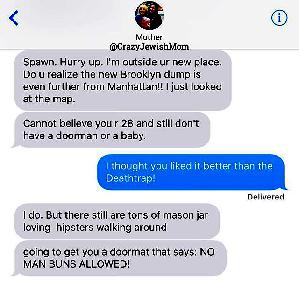 Mother
@CrazyJewishMom
Spawn. Hurry up. I'm outside ur new place.
Do u realize the new Brooklyn dump is
even further from Manhattan!! I just looked
at the map.
Cannot believe your 28 and still don't
have a doorman or a baby.
I thought you liked it better than the
Deathtrap!
Delivered
I do. But there still are tons of mason jar
loving hipsters walking around
going to get you a doormat that says: NO
MAN BUNS ALLOWED!